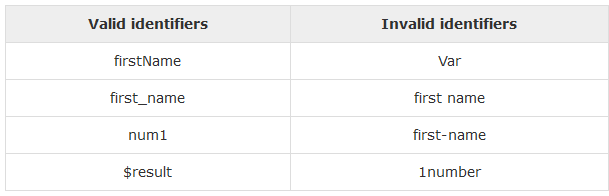 Valid identifiers Invalid identifiers
firstName Var
first_name first name
num1 first-name
$result 1number